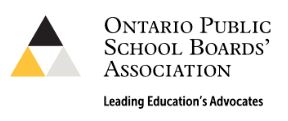 Ontario Public
School Boards'
Association
Leading Education's Advocates